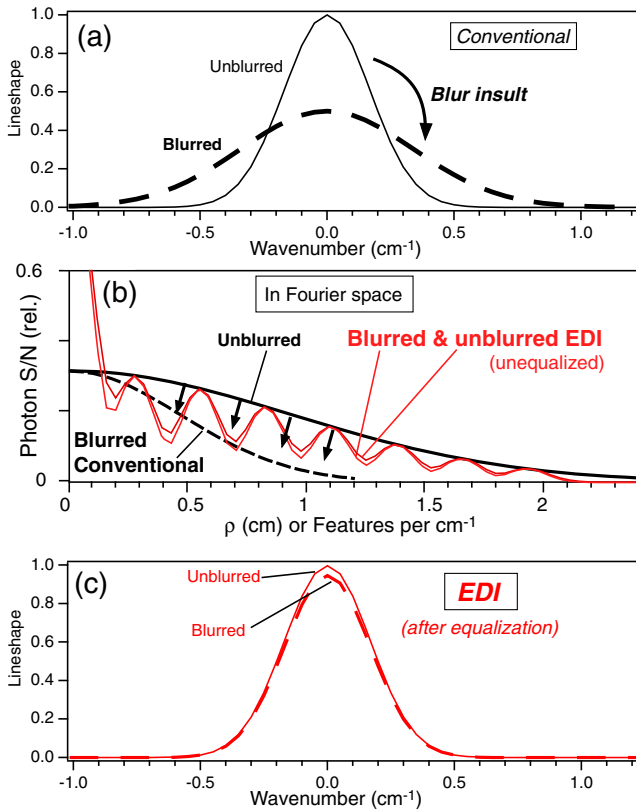 (a)
Conventional
Unblurred
Blur insult
Blurred
Lineshape
1.0
0.8
0.6
0.4
0.2
0.0
-1.0 -0.5 0.0 0.5 1.0
Wavenumber (cm-1)
(b)
In Fourier space
Unblurred
Blurred & unblurred EDI
(unequalized)
Blurred
Conventional
Photon S/N (rel.)
0.6
0
0 0.5 1 1.5 2
ρ (cm) or Features per cm-1
(c)
Unblurred
Blurred
EDI
(after equalization)
Lineshape
1.0
0.8
0.6
0.4
0.2
0.0
-1.0 -0.5 0.0 0.5 1.0
Wavenumber (cm-1)